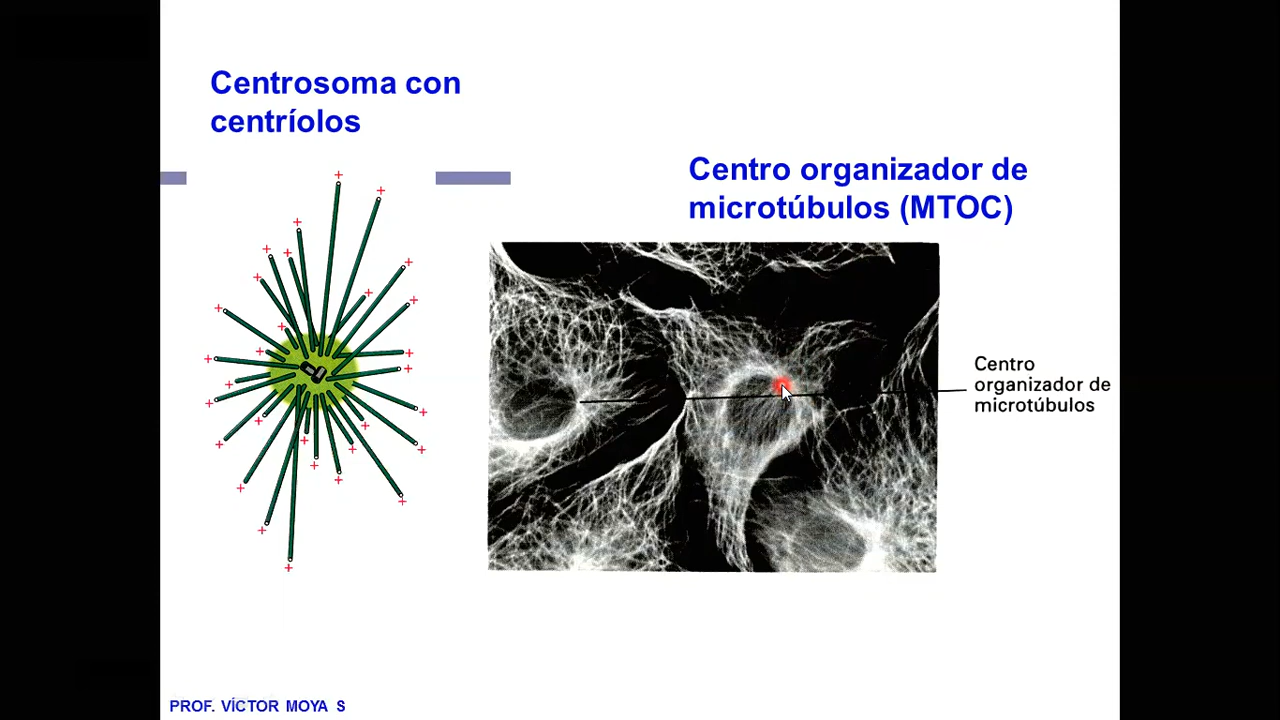 Centrosoma con
centríolos
Centro organizador de
microtúbulos (MTOC)
Centro
organizador de
microtúbulos
PROF. VÍCTOR MOYA S